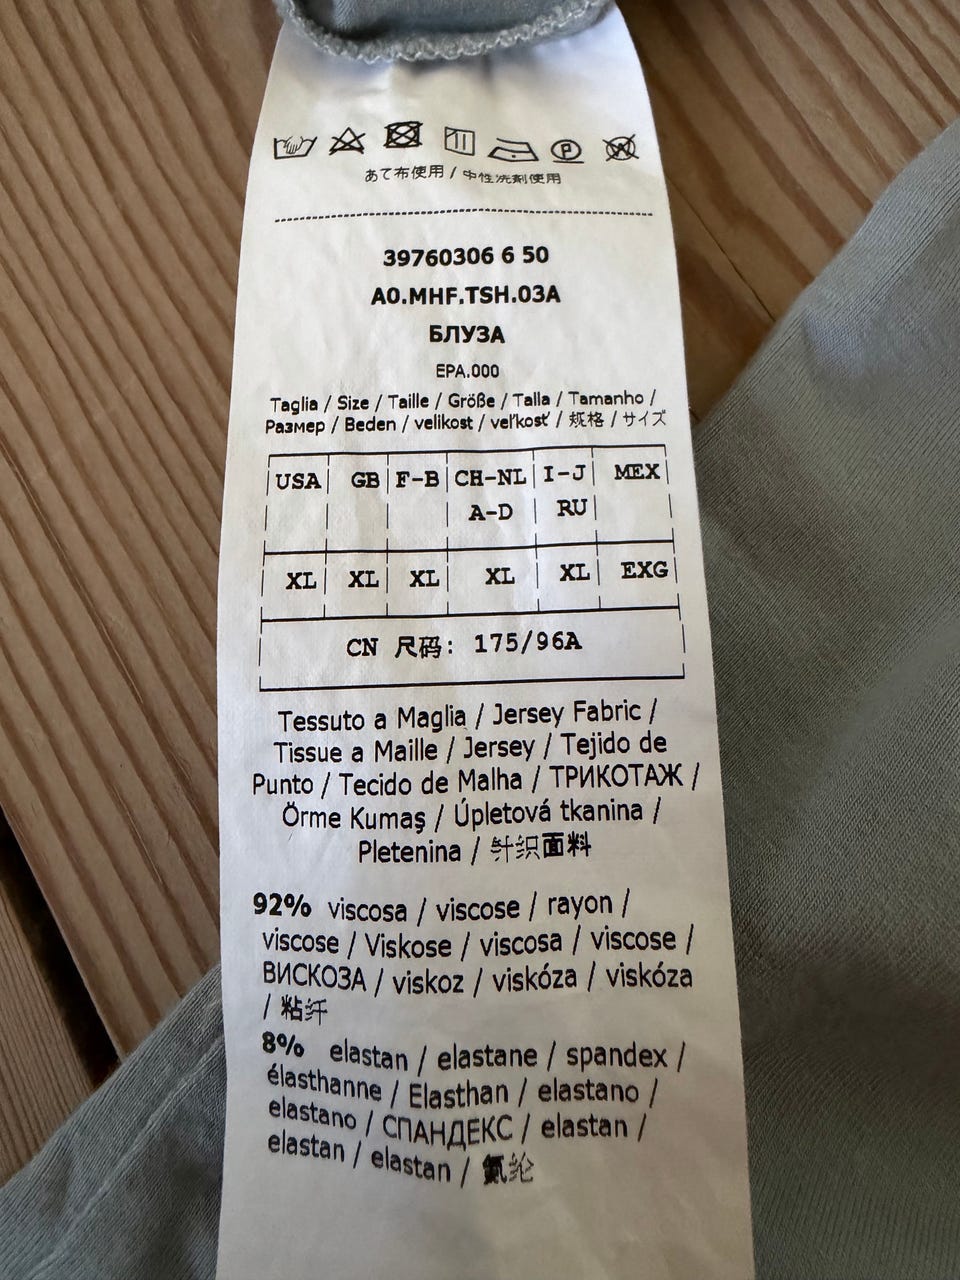 あて布使用 / 中性洗剤使用
39760306 6 50
A0.MHF.TSH.03A
БЛУЗА
EPA.000
Taglia / Size / Taille / Größe / Talla / Tamanho /
Размер / Beden / velikost / veľkosť / 规格 / サイズ
USA GB F-B CH-NL I-J MEX
A-D RU
XL XL XL XL XL EXG
CN 尺码: 175/96A
Tessuto a Maglia / Jersey Fabric /
Tissue a Maille / Jersey / Tejido de
Punto / Tecido de Malha / ТРИКОТАЖ /
Örme Kumaş / Úpletová tkanina /
Pletenina / 针织面料
92% viscosa / viscose / rayon /
viscose / Viskose / viscosa / viscose /
ВИСКОЗА / viskoz / viskóza / viskóza
/ 粘纤
8% elastan / elastane / spandex /
élasthanne / Elasthan / elastano /
elastano / СПАНДЕКС / elastan /
elastan / elastan / 氨纶